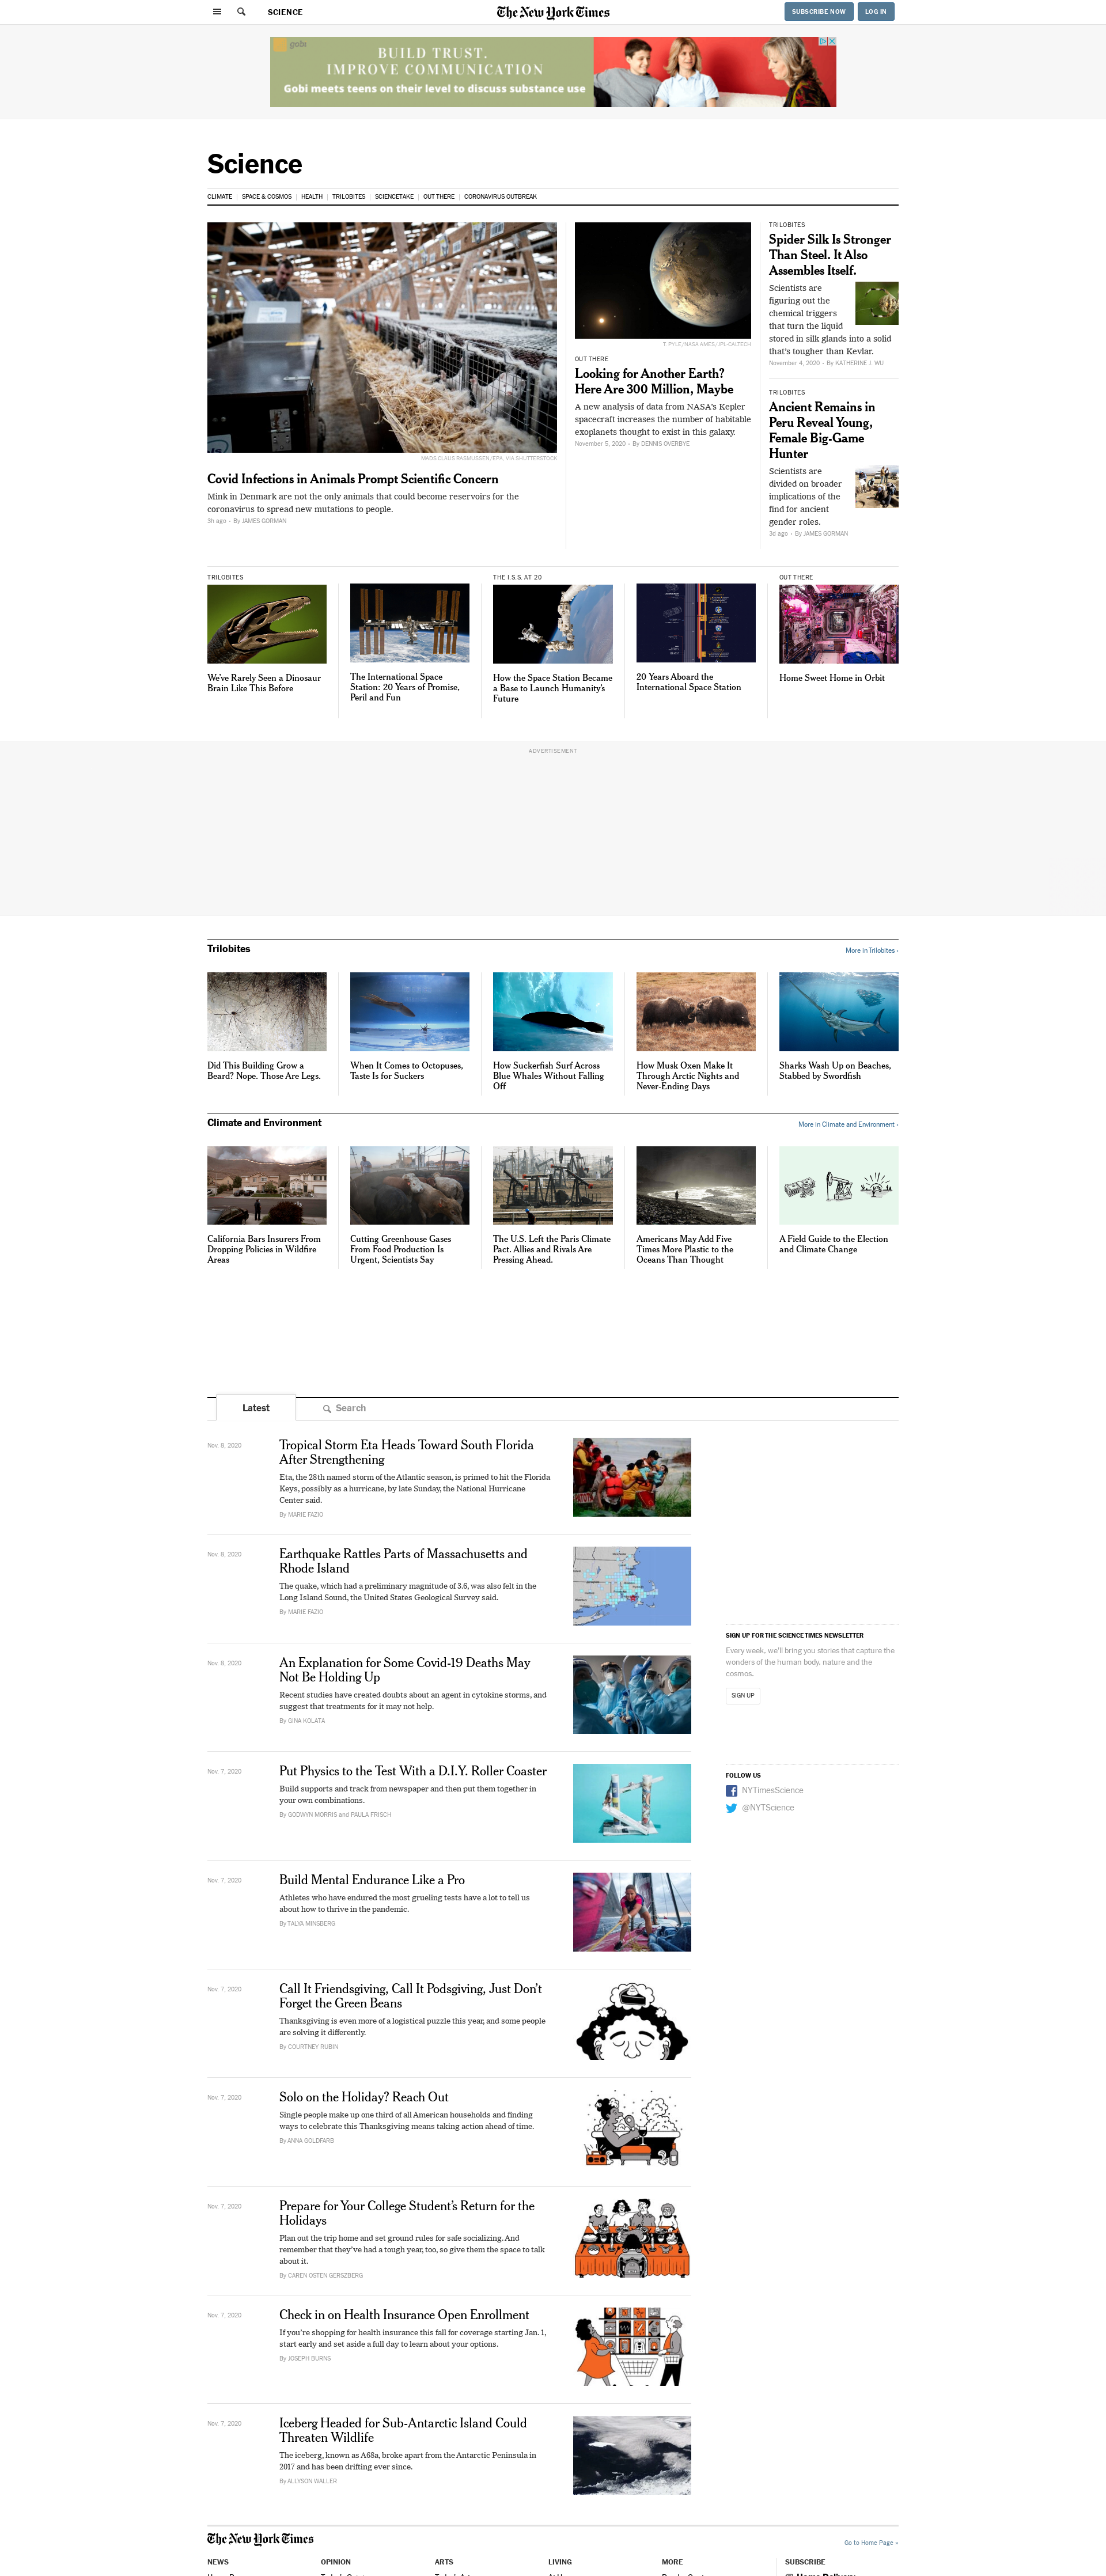 SCIENCE
The New York Times
SUBSCRIBE NOW
LOG IN
gobi
BUILD TRUST,
IMPROVE COMMUNICATION
Gobi meets teens on their level to discuss substance use
Science
CLIMATE
SPACE & COSMOS
HEALTH
TRILOBITES
SCIENCETAKE
OUT THERE
CORONAVIRUS OUTBREAK
MADS CLAUS RASMUSSEN/EPA, VIA SHUTTERSTOCK
Covid Infections in Animals Prompt Scientific Concern
Mink in Denmark are not the only animals that could become reservoirs for the
coronavirus to spread new mutations to people.
3h ago • By JAMES GORMAN
T. PYLE/NASA AMES/JPL-CALTECH
OUT THERE
Looking for Another Earth?
Here Are 300 Million, Maybe
A new analysis of data from NASA's Kepler
spacecraft increases the number of habitable
exoplanets thought to exist in this galaxy.
November 5, 2020 • By DENNIS OVERBYE
TRILOBITES
Spider Silk Is Stronger
Than Steel. It Also
Assembles Itself.
Scientists are
figuring out the
chemical triggers
that turn the liquid
stored in silk glands into a solid
that's tougher than Kevlar.
November 4, 2020 • By KATHERINE J. WU
TRILOBITES
Ancient Remains in
Peru Reveal Young,
Female Big-Game
Hunter
Scientists are
divided on broader
implications of the
find for ancient
gender roles.
3d ago • By JAMES GORMAN
TRILOBITES
We've Rarely Seen a Dinosaur
Brain Like This Before
The International Space
Station: 20 Years of Promise,
Peril and Fun
THE I.S.S. AT 20
How the Space Station Became
a Base to Launch Humanity's
Future
20 Years Aboard the
International Space Station
OUT THERE
Home Sweet Home in Orbit
ADVERTISEMENT
Trilobites
More in Trilobites ›
Did This Building Grow a
Beard? Nope. Those Are Legs.
When It Comes to Octopuses,
Taste Is for Suckers
How Suckerfish Surf Across
Blue Whales Without Falling
Off
How Musk Oxen Make It
Through Arctic Nights and
Never-Ending Days
Sharks Wash Up on Beaches,
Stabbed by Swordfish
Climate and Environment
More in Climate and Environment ›
California Bars Insurers From
Dropping Policies in Wildfire
Areas
Cutting Greenhouse Gases
From Food Production Is
Urgent, Scientists Say
The U.S. Left the Paris Climate
Pact. Allies and Rivals Are
Pressing Ahead.
Americans May Add Five
Times More Plastic to the
Oceans Than Thought
A Field Guide to the Election
and Climate Change
Latest
Search
Nov. 8, 2020
Tropical Storm Eta Heads Toward South Florida
After Strengthening
Eta, the 28th named storm of the Atlantic season, is primed to hit the Florida
Keys, possibly as a hurricane, by late Sunday, the National Hurricane
Center said.
By MARIE FAZIO
Nov. 8, 2020
Earthquake Rattles Parts of Massachusetts and
Rhode Island
The quake, which had a preliminary magnitude of 3.6, was also felt in the
Long Island Sound, the United States Geological Survey said.
By MARIE FAZIO
Nov. 8, 2020
An Explanation for Some Covid-19 Deaths May
Not Be Holding Up
Recent studies have created doubts about an agent in cytokine storms, and
suggest that treatments for it may not help.
By GINA KOLATA
SIGN UP FOR THE SCIENCE TIMES NEWSLETTER
Every week, we'll bring you stories that capture the
wonders of the human body, nature and the
cosmos.
SIGN UP
Nov. 7, 2020
Put Physics to the Test With a D.I.Y. Roller Coaster
Build supports and track from newspaper and then put them together in
your own combinations.
By GODWYN MORRIS and PAULA FRISCH
FOLLOW US
NYTimesScience
@NYTScience
Nov. 7, 2020
Build Mental Endurance Like a Pro
Athletes who have endured the most grueling tests have a lot to tell us
about how to thrive in the pandemic.
By TALYA MINSBERG
Nov. 7, 2020
Call It Friendsgiving, Call It Podsgiving, Just Don't
Forget the Green Beans
Thanksgiving is even more of a logistical puzzle this year, and some people
are solving it differently.
By COURTNEY RUBIN
Nov. 7, 2020
Solo on the Holiday? Reach Out
Single people make up one third of all American households and finding
ways to celebrate this Thanksgiving means taking action ahead of time.
By ANNA GOLDFARB
Nov. 7, 2020
Prepare for Your College Student's Return for the
Holidays
Plan out the trip home and set ground rules for safe socializing. And
remember that they've had a tough year, too, so give them the space to talk
about it.
By CAREN OSTEN GERSZBERG
Nov. 7, 2020
Check in on Health Insurance Open Enrollment
If you're shopping for health insurance this fall for coverage starting Jan. 1,
start early and set aside a full day to learn about your options.
By JOSEPH BURNS
Nov. 7, 2020
Iceberg Headed for Sub-Antarctic Island Could
Threaten Wildlife
The iceberg, known as A68a, broke apart from the Antarctic Peninsula in
2017 and has been drifting ever since.
By ALLYSON WALLER
The New York Times
Go to Home Page »
NEWS
OPINION
ARTS
LIVING
MORE
SUBSCRIBE